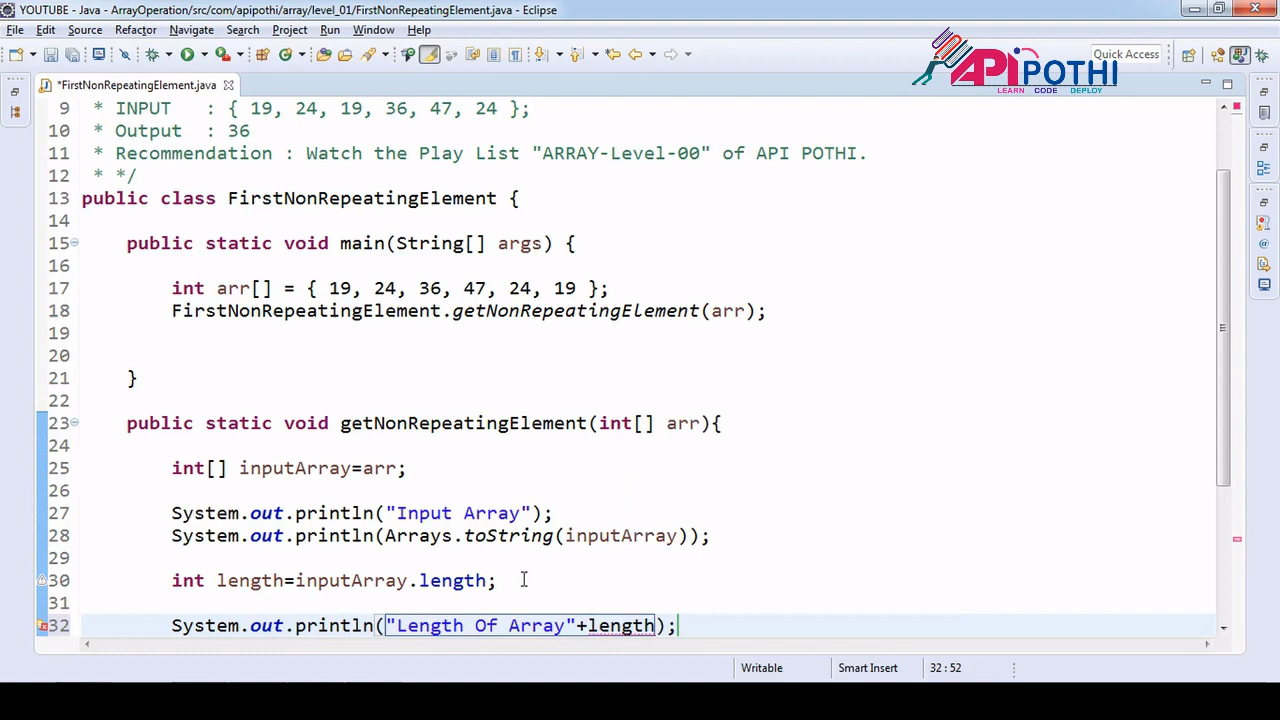 YOUTUBE - Java - ArrayOperation/src/com/apipothi/array/level_01/FirstNonRepeatingElement.java - Eclipse
File Edit Source Refactor Navigate Search Project Run Window Help
Quick Access
APIPOTHI
LEARN CODE DEPLOY
*FirstNonRepeatingElement.java
9 * INPUT : { 19, 24, 19, 36, 47, 24 };
10 * Output : 36
11 * Recommendation : Watch the Play List "ARRAY-Level-00" of API POTHI.
12 * */
13 public class FirstNonRepeatingElement {
14
15 public static void main(String[] args) {
16
17 int arr[] = { 19, 24, 36, 47, 24, 19 };
18 FirstNonRepeatingElement.getNonRepeatingElement(arr);
19
20
21 }
22
23 public static void getNonRepeatingElement(int[] arr){
24
25 int[] inputArray=arr;
26
27 System.out.println("Input Array");
28 System.out.println(Arrays.toString(inputArray));
29
30 int length=inputArray.length;
31
32 System.out.println("Length Of Array"+length);
Writable Smart Insert 32 : 52